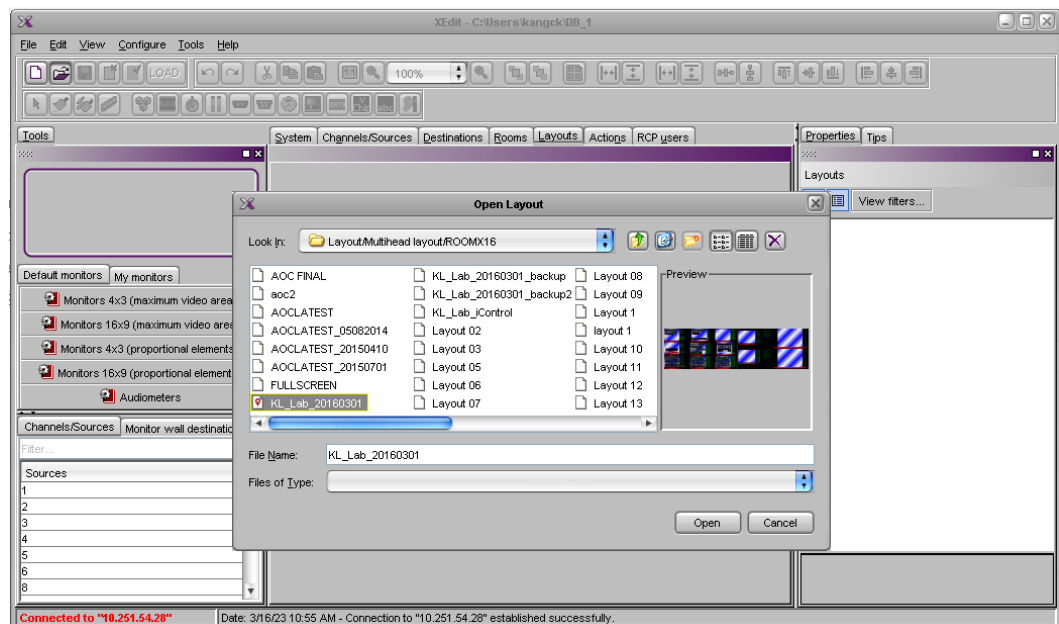 XEdit - C:\Users\kangck\DB_1
File Edit View Configure Tools Help
LOAD 100%
abc
Tools
System Channels/Sources Destinations Rooms Layouts Actions RCP users
Properties Tips
Layouts
View filters...
Open Layout
Look In: Layout/Multihead layout/ROOMX16
AOC FINAL KL_Lab_20160301_backup Layout 08
aoc2 KL_Lab_20160301_backup2 Layout 09
AOCLATEST KL_Lab_iControl Layout 1
AOCLATEST_05082014 Layout 02 layout 1
AOCLATEST_20150410 Layout 03 Layout 10
AOCLATEST_20150701 Layout 05 Layout 11
FULLSCREEN Layout 06 Layout 12
KL_Lab_20160301 Layout 07 Layout 13
Preview
File Name: KL_Lab_20160301
Files of Type:
Open Cancel
Default monitors My monitors
Monitors 4x3 (maximum video area
Monitors 16x9 (maximum video area
Monitors 4x3 (proportional elements
Monitors 16x9 (proportional element
Audiometers
Channels/Sources Monitor wall destinatio
Filter...
Sources
1
2
3
4
5
6
8
Connected to "10.251.54.28" Date: 3/16/23 10:55 AM - Connection to "10.251.54.28" established successfully.